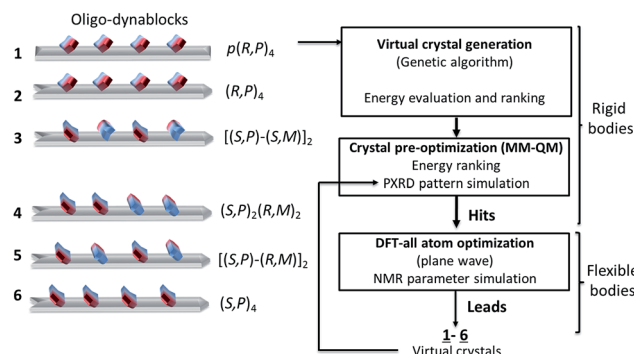 Oligo-dynablocks
1 p(R,P)₄
2 (R,P)₄
3 [(S,P)-(S,M)]₂
4 (S,P)₂(R,M)₂
5 [(S,P)-(R,M)]₂
6 (S,P)₄
Virtual crystal generation
(Genetic algorithm)
Energy evaluation and ranking
Crystal pre-optimization (MM-QM)
Energy ranking
PXRD pattern simulation
Hits
DFT-all atom optimization
(plane wave)
NMR parameter simulation
Leads
1- 6
Virtual crystals
Rigid
bodies
Flexible
bodies